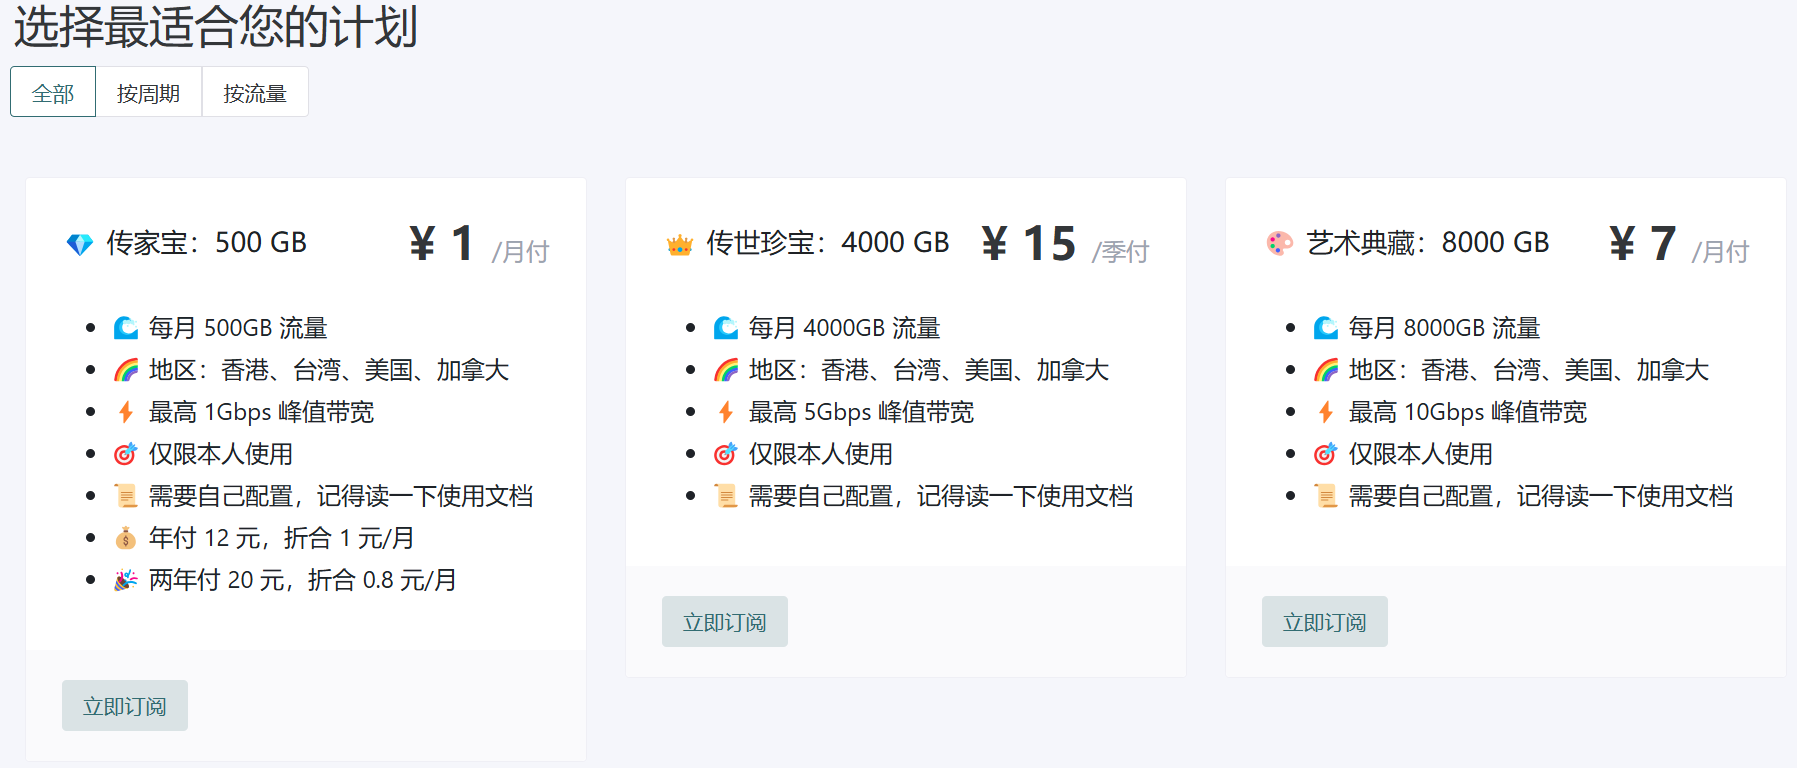 选择最适合您的计划
全部 按周期 按流量
💎 传家宝：500 GB ¥ 1 /月付
🌊 每月 500GB 流量
🌈 地区：香港、台湾、美国、加拿大
⚡ 最高 1Gbps 峰值带宽
🎯 仅限本人使用
📜 需要自己配置，记得读一下使用文档
💰 年付 12 元，折合 1 元/月
🎉 两年付 20 元，折合 0.8 元/月
立即订阅
👑 传世珍宝：4000 GB ¥ 15 /季付
🌊 每月 4000GB 流量
🌈 地区：香港、台湾、美国、加拿大
⚡ 最高 5Gbps 峰值带宽
🎯 仅限本人使用
📜 需要自己配置，记得读一下使用文档
立即订阅
🎨 艺术典藏：8000 GB ¥ 7 /月付
🌊 每月 8000GB 流量
🌈 地区：香港、台湾、美国、加拿大
⚡ 最高 10Gbps 峰值带宽
🎯 仅限本人使用
📜 需要自己配置，记得读一下使用文档
立即订阅